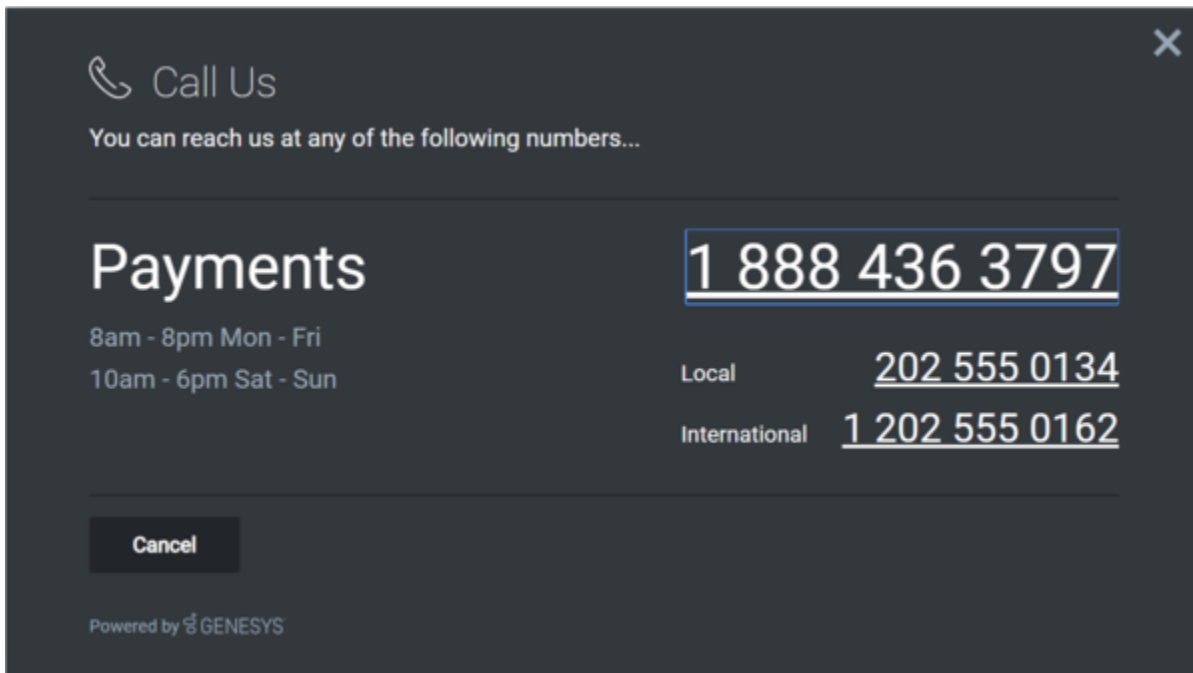 Call Us
You can reach us at any of the following numbers...
Payments
1 888 436 3797
8am - 8pm Mon - Fri
10am - 6pm Sat - Sun
Local 202 555 0134
International 1 202 555 0162
Cancel
Powered by GENESYS